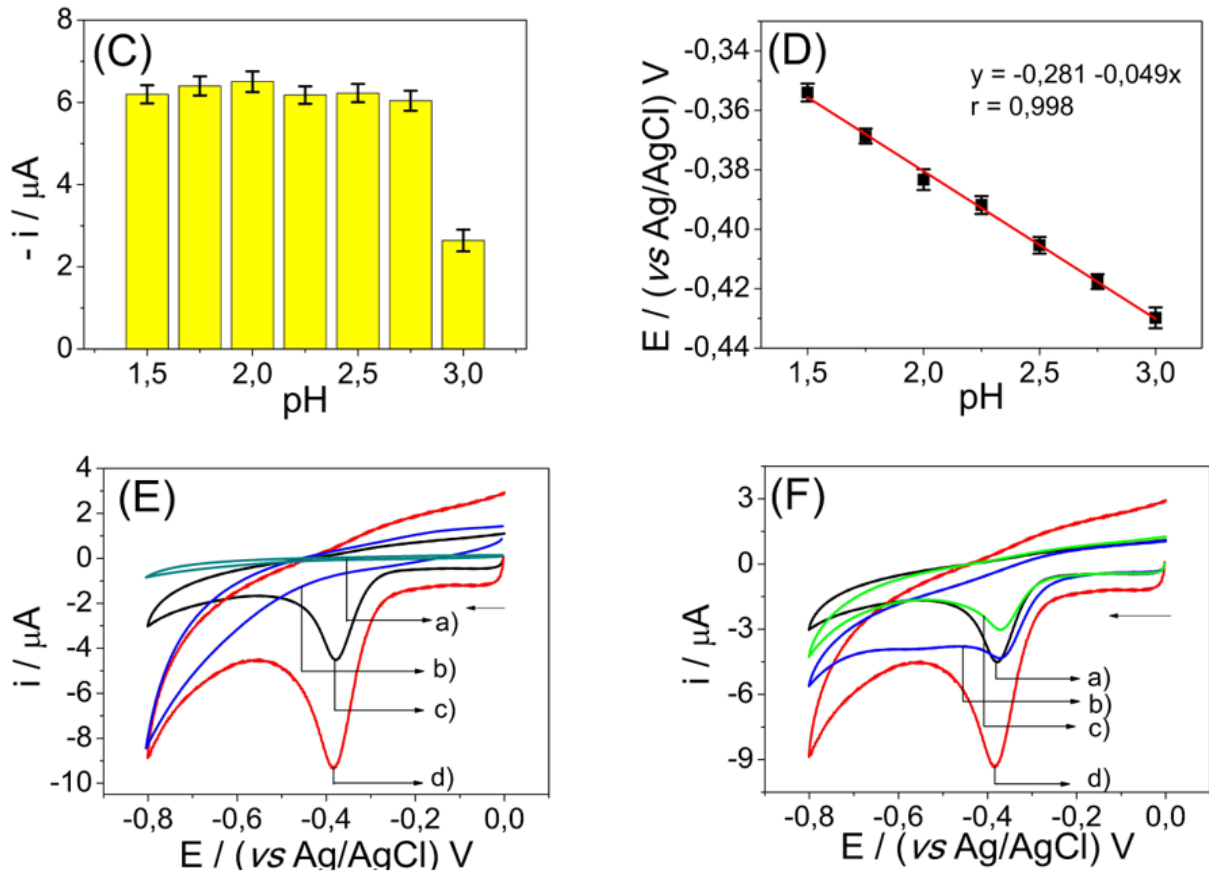 (C)
- i / μA
8
6
4
2
0
1,5
2,0
2,5
3,0
pH
(D)
y = -0,281 -0,049x
r = 0,998
E / (vs Ag/AgCl) V
-0,34
-0,36
-0,38
-0,40
-0,42
-0,44
1,5
2,0
2,5
3,0
pH
(E)
i / μA
4
2
0
-2
-4
-6
-8
-10
a)
b)
c)
d)
-0,8
-0,6
-0,4
-0,2
0,0
E / (vs Ag/AgCl) V
(F)
i / μA
3
0
-3
-6
-9
a)
b)
c)
d)
-0,8
-0,6
-0,4
-0,2
0,0
E / (vs Ag/AgCl) V